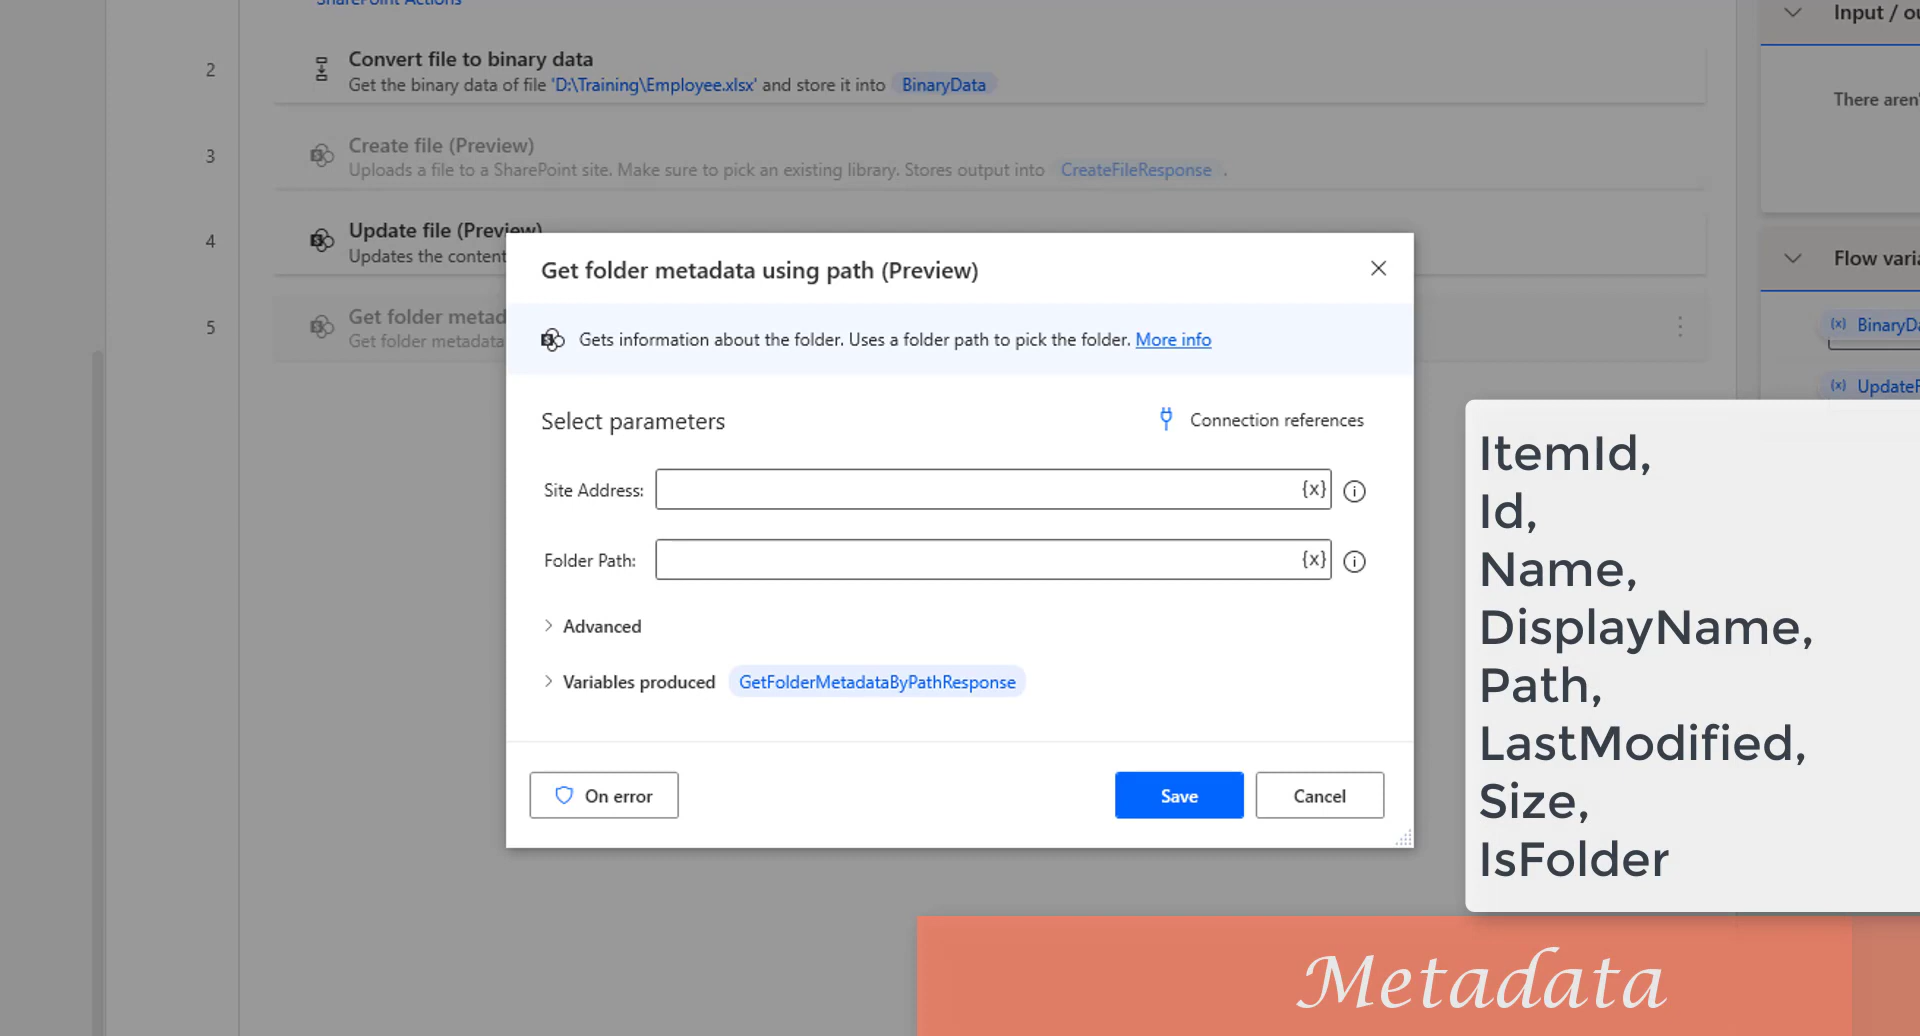 SharePoint Actions
2
Convert file to binary data
Get the binary data of file 'D:\Training\Employee.xlsx' and store it into BinaryData
3
Create file (Preview)
Uploads a file to a SharePoint site. Make sure to pick an existing library. Stores output into CreateFileResponse .
4
Update file (Preview)
Updates the content
5
Get folder metad
Get folder metadata
Get folder metadata using path (Preview)
Gets information about the folder. Uses a folder path to pick the folder. More info
Select parameters
Connection references
Site Address:
{x}
Folder Path:
{x}
Advanced
Variables produced GetFolderMetadataByPathResponse
On error
Save
Cancel
Input / ou
There aren'
Flow varia
(x) BinaryDa
(x) UpdateF
ItemId,
Id,
Name,
DisplayName,
Path,
LastModified,
Size,
IsFolder
Metadata